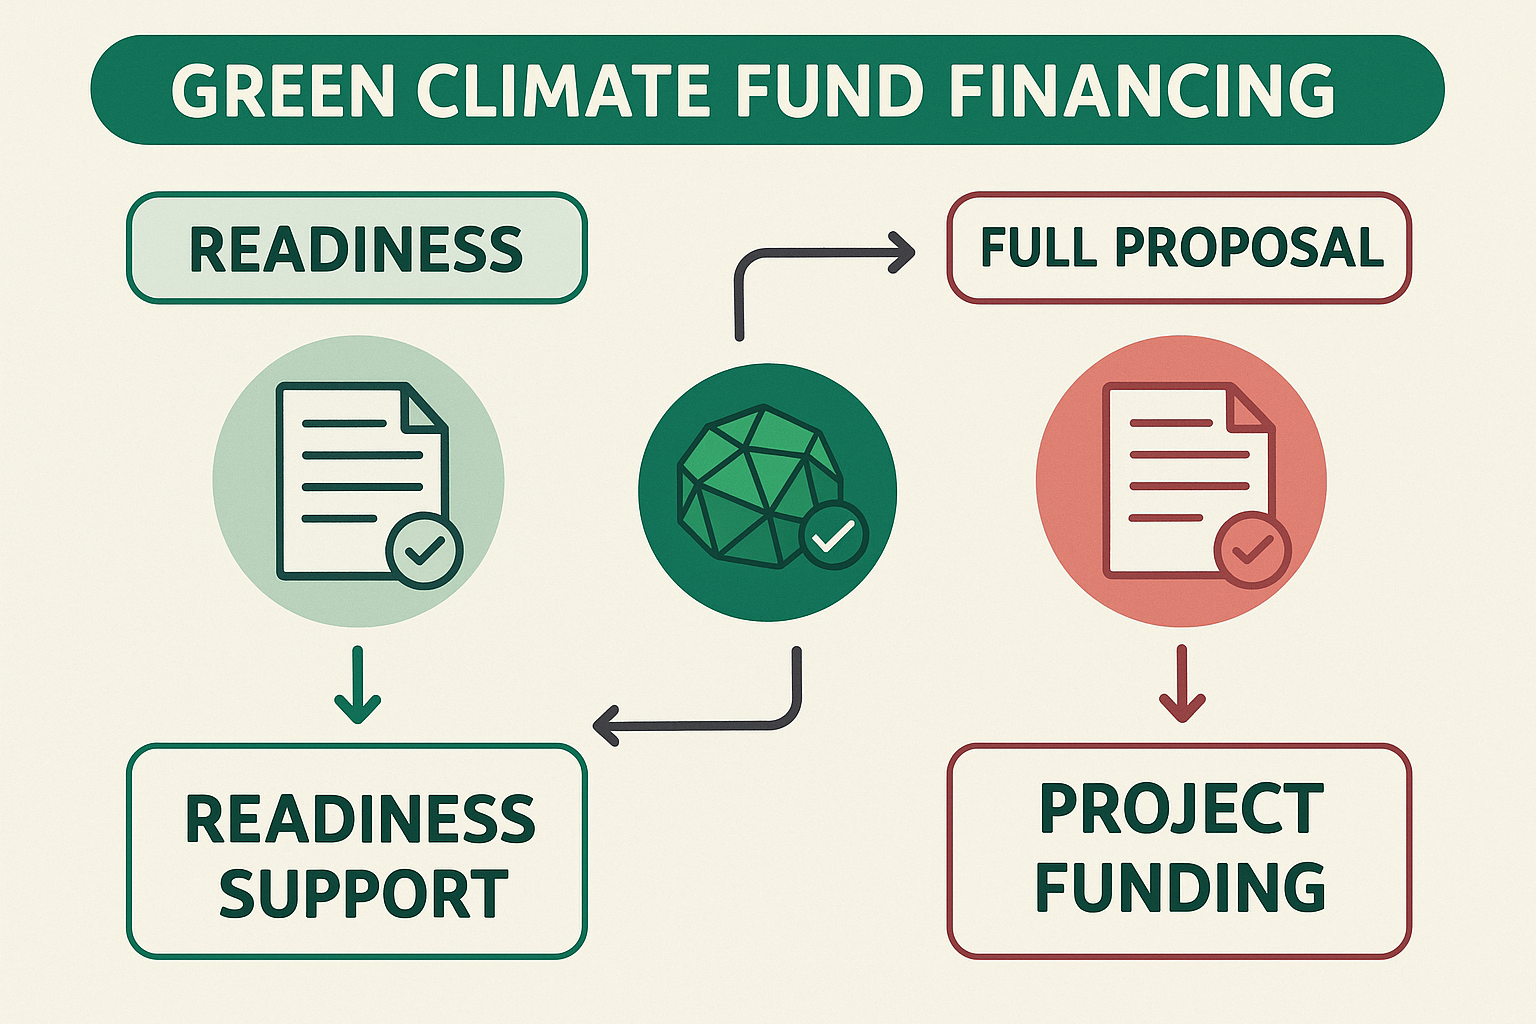 GREEN CLIMATE FUND FINANCING
READINESS
FULL PROPOSAL
READINESS
SUPPORT
PROJECT
FUNDING